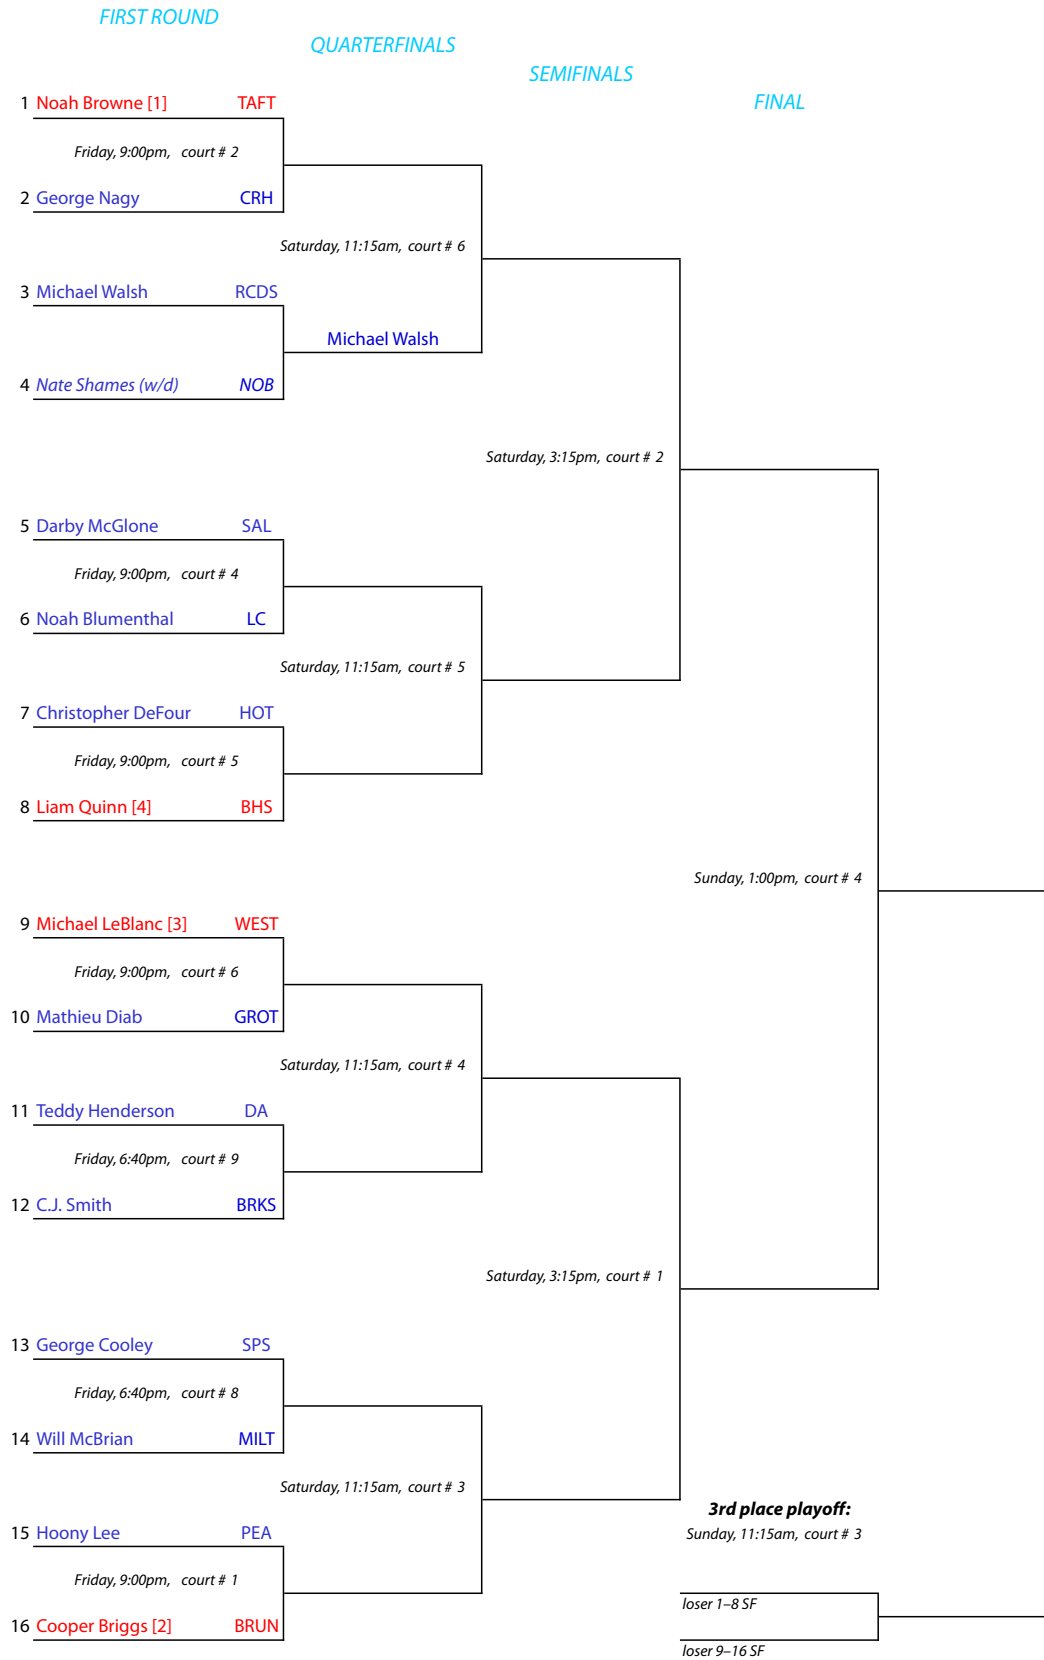 FIRST ROUND
QUARTERFINALS
SEMIFINALS
FINAL
1 Noah Browne [1] TAFT
Friday, 9:00pm, court # 2
2 George Nagy CRH
Saturday, 11:15am, court # 6
3 Michael Walsh RCDS
Michael Walsh
4 Nate Shames (w/d) NOB
Saturday, 3:15pm, court # 2
5 Darby McGlone SAL
Friday, 9:00pm, court # 4
6 Noah Blumenthal LC
Saturday, 11:15am, court # 5
7 Christopher DeFour HOT
Friday, 9:00pm, court # 5
8 Liam Quinn [4] BHS
Sunday, 1:00pm, court # 4
9 Michael LeBlanc [3] WEST
Friday, 9:00pm, court # 6
10 Mathieu Diab GROT
Saturday, 11:15am, court # 4
11 Teddy Henderson DA
Friday, 6:40pm, court # 9
12 C.J. Smith BRKS
Saturday, 3:15pm, court # 1
13 George Cooley SPS
Friday, 6:40pm, court # 8
14 Will McBrian MILT
Saturday, 11:15am, court # 3
3rd place playoff:
15 Hoony Lee PEA
Sunday, 11:15am, court # 3
Friday, 9:00pm, court # 1
loser 1–8 SF
16 Cooper Briggs [2] BRUN
loser 9–16 SF